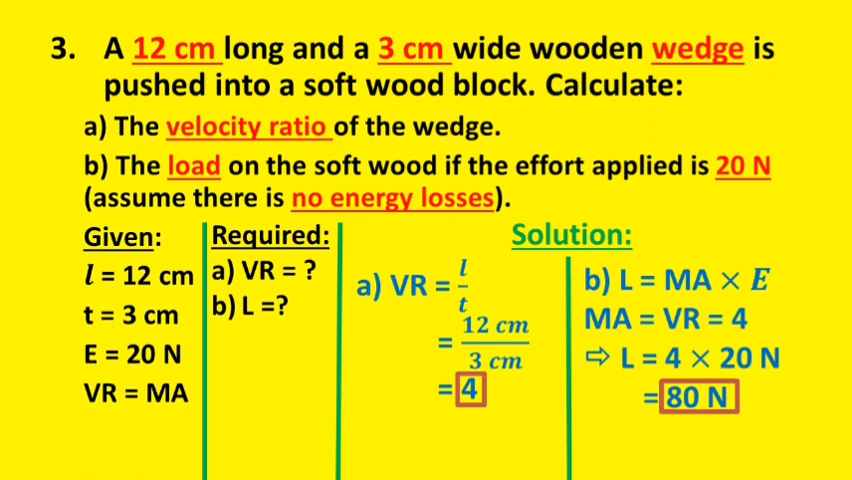 3. A 12 cm long and a 3 cm wide wooden wedge is
pushed into a soft wood block. Calculate:
a) The velocity ratio of the wedge.
b) The load on the soft wood if the effort applied is 20 N
(assume there is no energy losses).
Given:
l = 12 cm
t = 3 cm
E = 20 N
VR = MA
Required:
a) VR = ?
b) L =?
Solution:
a) VR = l/t
= 12 cm/3 cm
= 4
b) L = MA × E
MA = VR = 4
⇨ L = 4 × 20 N
= 80 N